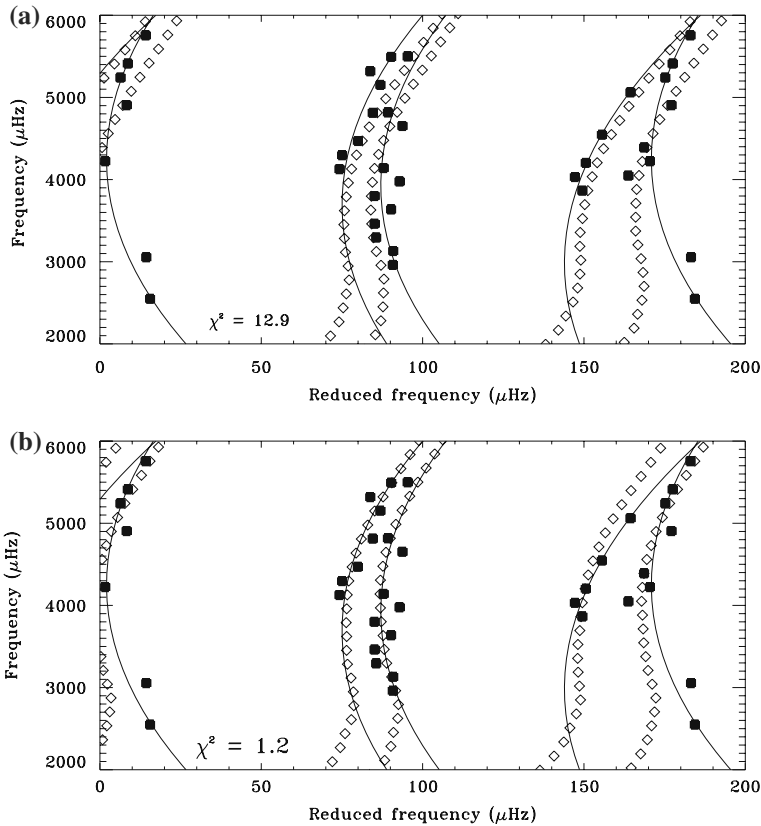 (a)
6000
5000
4000
3000
2000
Frequency (μHz)
χ² = 12.9
0 50 100 150 200
Reduced frequency (μHz)
(b)
6000
5000
4000
3000
2000
Frequency (μHz)
χ² = 1.2
0 50 100 150 200
Reduced frequency (μHz)